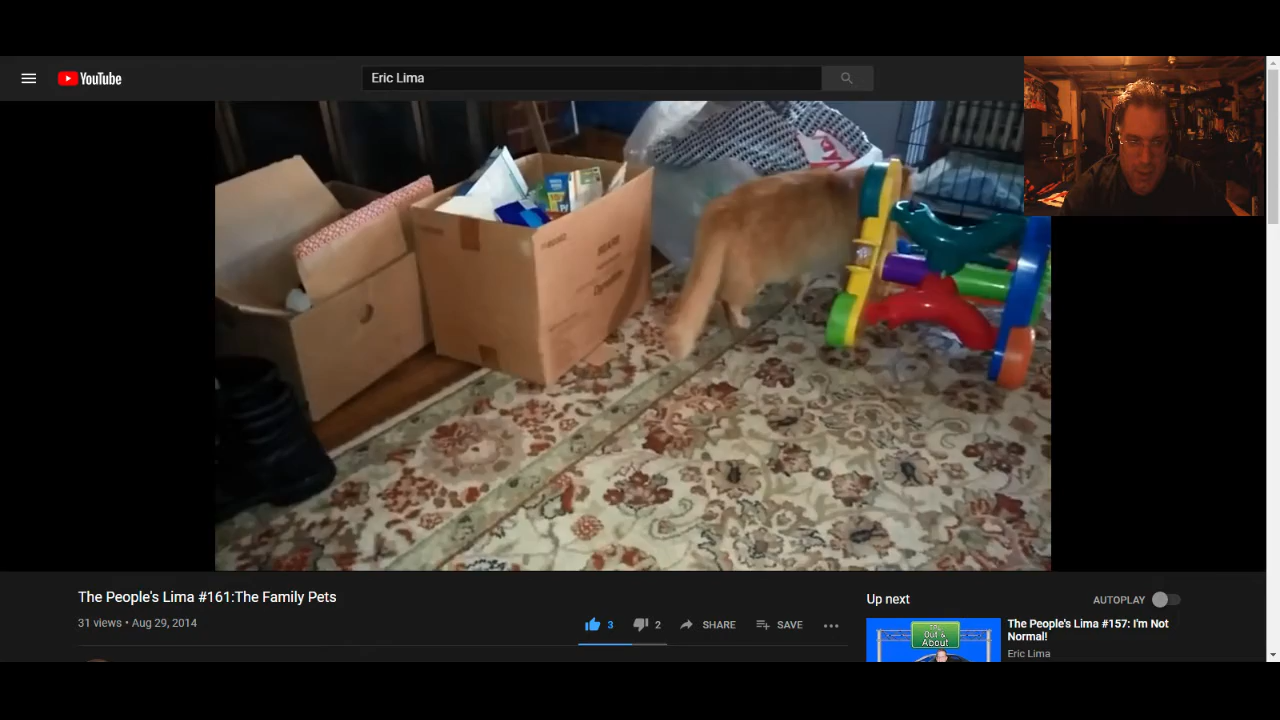 YouTube
Eric Lima
The People's Lima #161:The Family Pets
31 views • Aug 29, 2014
3
2
SHARE
SAVE
Up next
AUTOPLAY
Out &
About
The People's Lima #157: I'm Not
Normal!
Eric Lima